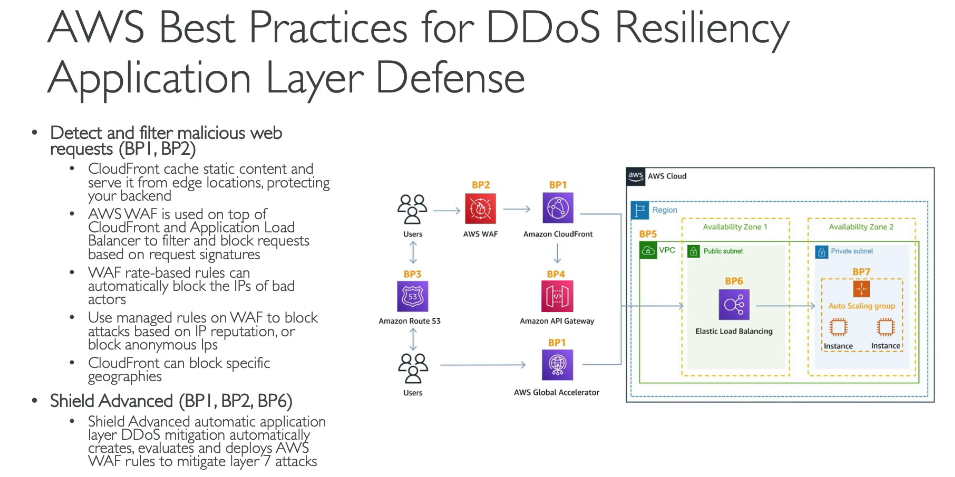 AWS Best Practices for DDoS Resiliency
Application Layer Defense
• Detect and filter malicious web
requests (BP1, BP2)
• CloudFront cache static content and
serve it from edge locations, protecting
your backend
• AWS WAF is used on top of
CloudFront and Application Load
Balancer to filter and block requests
based on request signatures
• WAF rate-based rules can
automatically block the IPs of bad
actors
• Use managed rules on WAF to block
attacks based on IP reputation, or
block anonymous Ips
• CloudFront can block specific
geographies
• Shield Advanced (BP1, BP2, BP6)
• Shield Advanced automatic application
layer DDoS mitigation automatically
creates, evaluates and deploys AWS
WAF rules to mitigate layer 7 attacks
Users
BP2
AWS WAF
BP1
Amazon CloudFront
BP3
53
Amazon Route 53
BP4
Amazon API Gateway
Users
BP1
AWS Global Accelerator
aws
AWS Cloud
Region
BP5
VPC
Availability Zone 1
Public subnet
BP6
Elastic Load Balancing
Availability Zone 2
Private subnet
BP7
Auto Scaling group
Instance
Instance